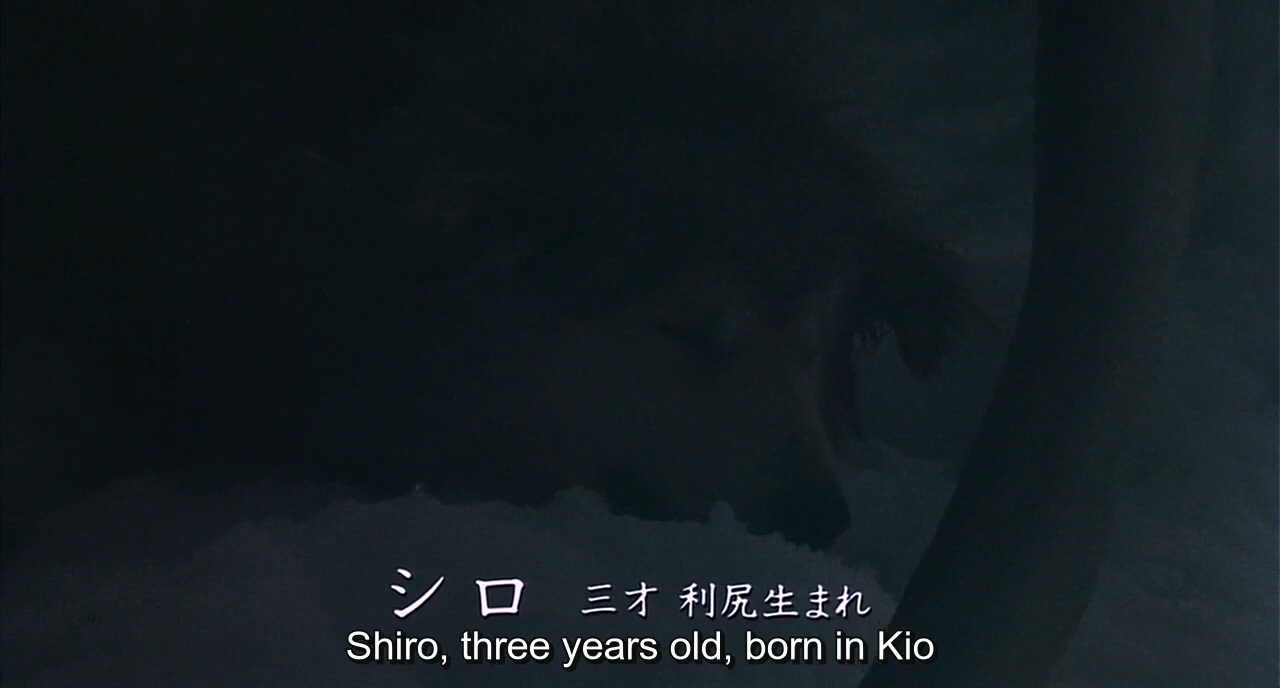 シロ 三才 利尻生まれ
Shiro, three years old, born in Kio